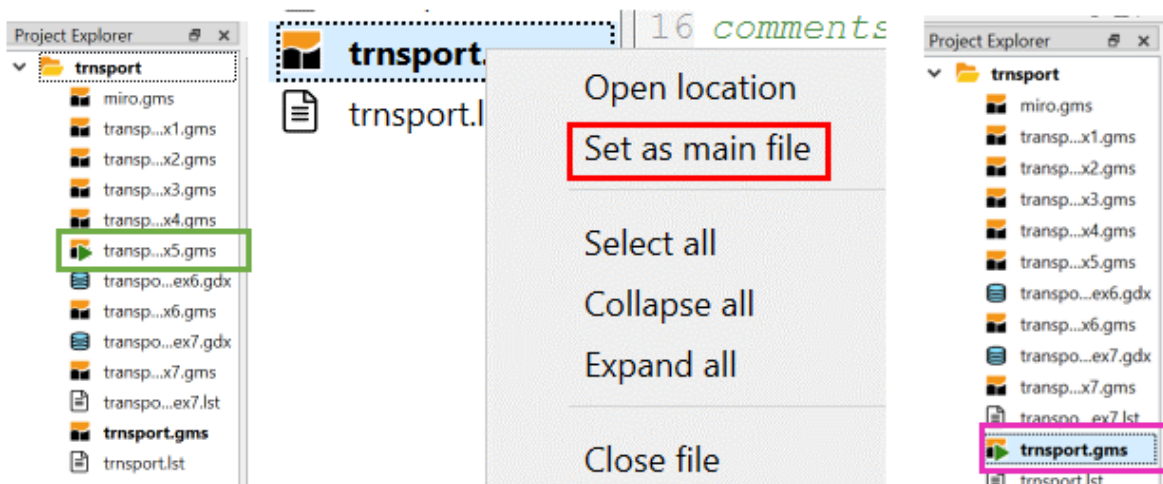 Project Explorer
trnsport
miro.gms
transp...x1.gms
transp...x2.gms
transp...x3.gms
transp...x4.gms
transp...x5.gms
transpo...ex6.gdx
transp...x6.gms
transpo...ex7.gdx
transp...x7.gms
transpo...ex7.lst
trnsport.gms
trnsport.lst
16 comments
trnsport.
trnsport.l
Open location
Set as main file
Select all
Collapse all
Expand all
Close file
Project Explorer
trnsport
miro.gms
transp...x1.gms
transp...x2.gms
transp...x3.gms
transp...x4.gms
transp...x5.gms
transpo...ex6.gdx
transp...x6.gms
transpo...ex7.gdx
transp...x7.gms
transpo...ex7.lst
trnsport.gms
trnsport.lst